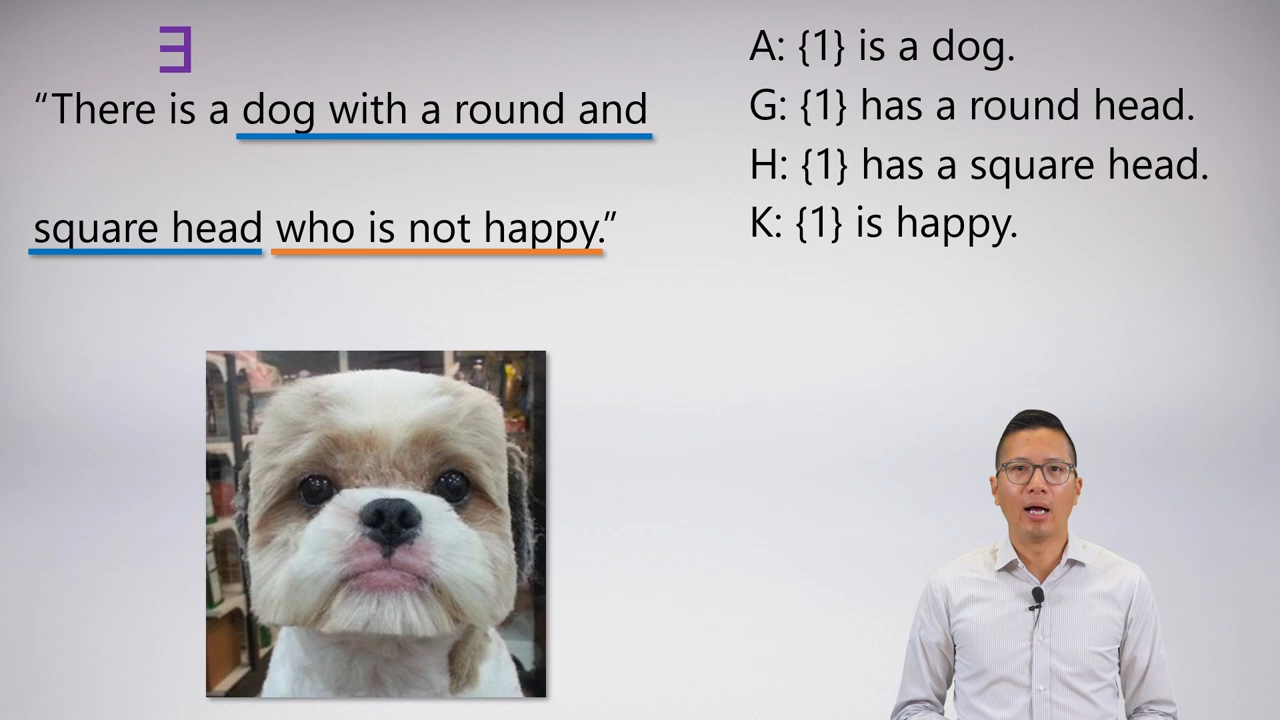 ∃
“There is a dog with a round and
square head who is not happy.”
A: {1} is a dog.
G: {1} has a round head.
H: {1} has a square head.
K: {1} is happy.